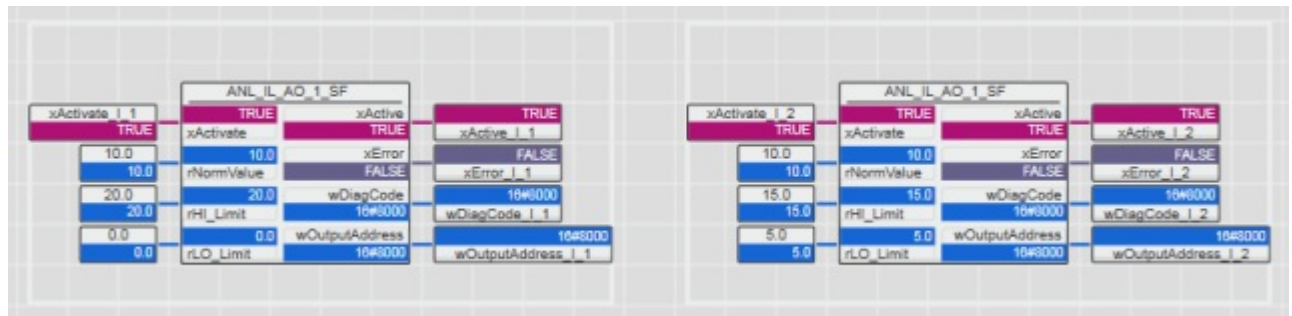 ANL_IL_AO_1_SF
xActivate_I_1
TRUE
TRUE
xActivate
xActive
TRUE
TRUE
xActive_I_1
10.0
10.0
10.0
rNormValue
xError
FALSE
FALSE
xError_I_1
20.0
20.0
20.0
rHI_Limit
wDiagCode
16#8000
16#8000
wDiagCode_I_1
0.0
0.0
0.0
rLO_Limit
wOutputAddress
16#8000
16#8000
wOutputAddress_I_1
ANL_IL_AO_1_SF
xActivate_I_2
TRUE
TRUE
xActivate
xActive
TRUE
TRUE
xActive_I_2
10.0
10.0
10.0
rNormValue
xError
FALSE
FALSE
xError_I_2
15.0
15.0
15.0
rHI_Limit
wDiagCode
16#8000
16#8000
wDiagCode_I_2
5.0
5.0
5.0
rLO_Limit
wOutputAddress
16#8000
16#8000
wOutputAddress_I_2